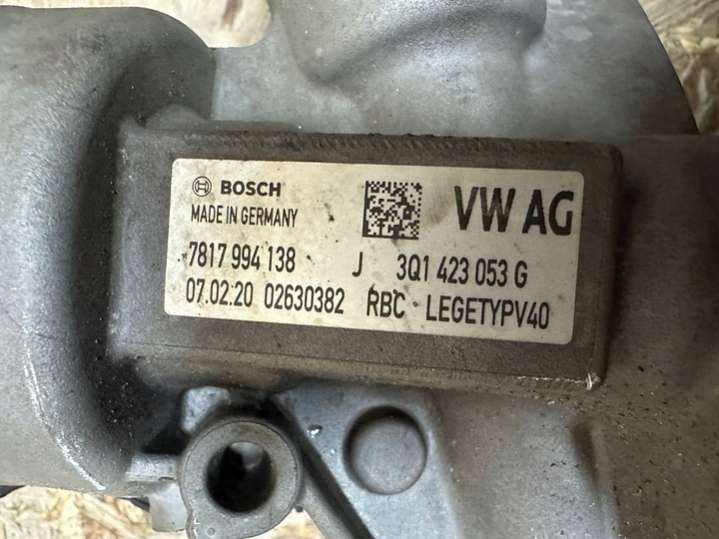 BOSCH
MADE IN GERMANY
VW AG
7817 994 138 J 3Q1 423 053 G
07.02.20 02630382 RBC - LEGETYPV40